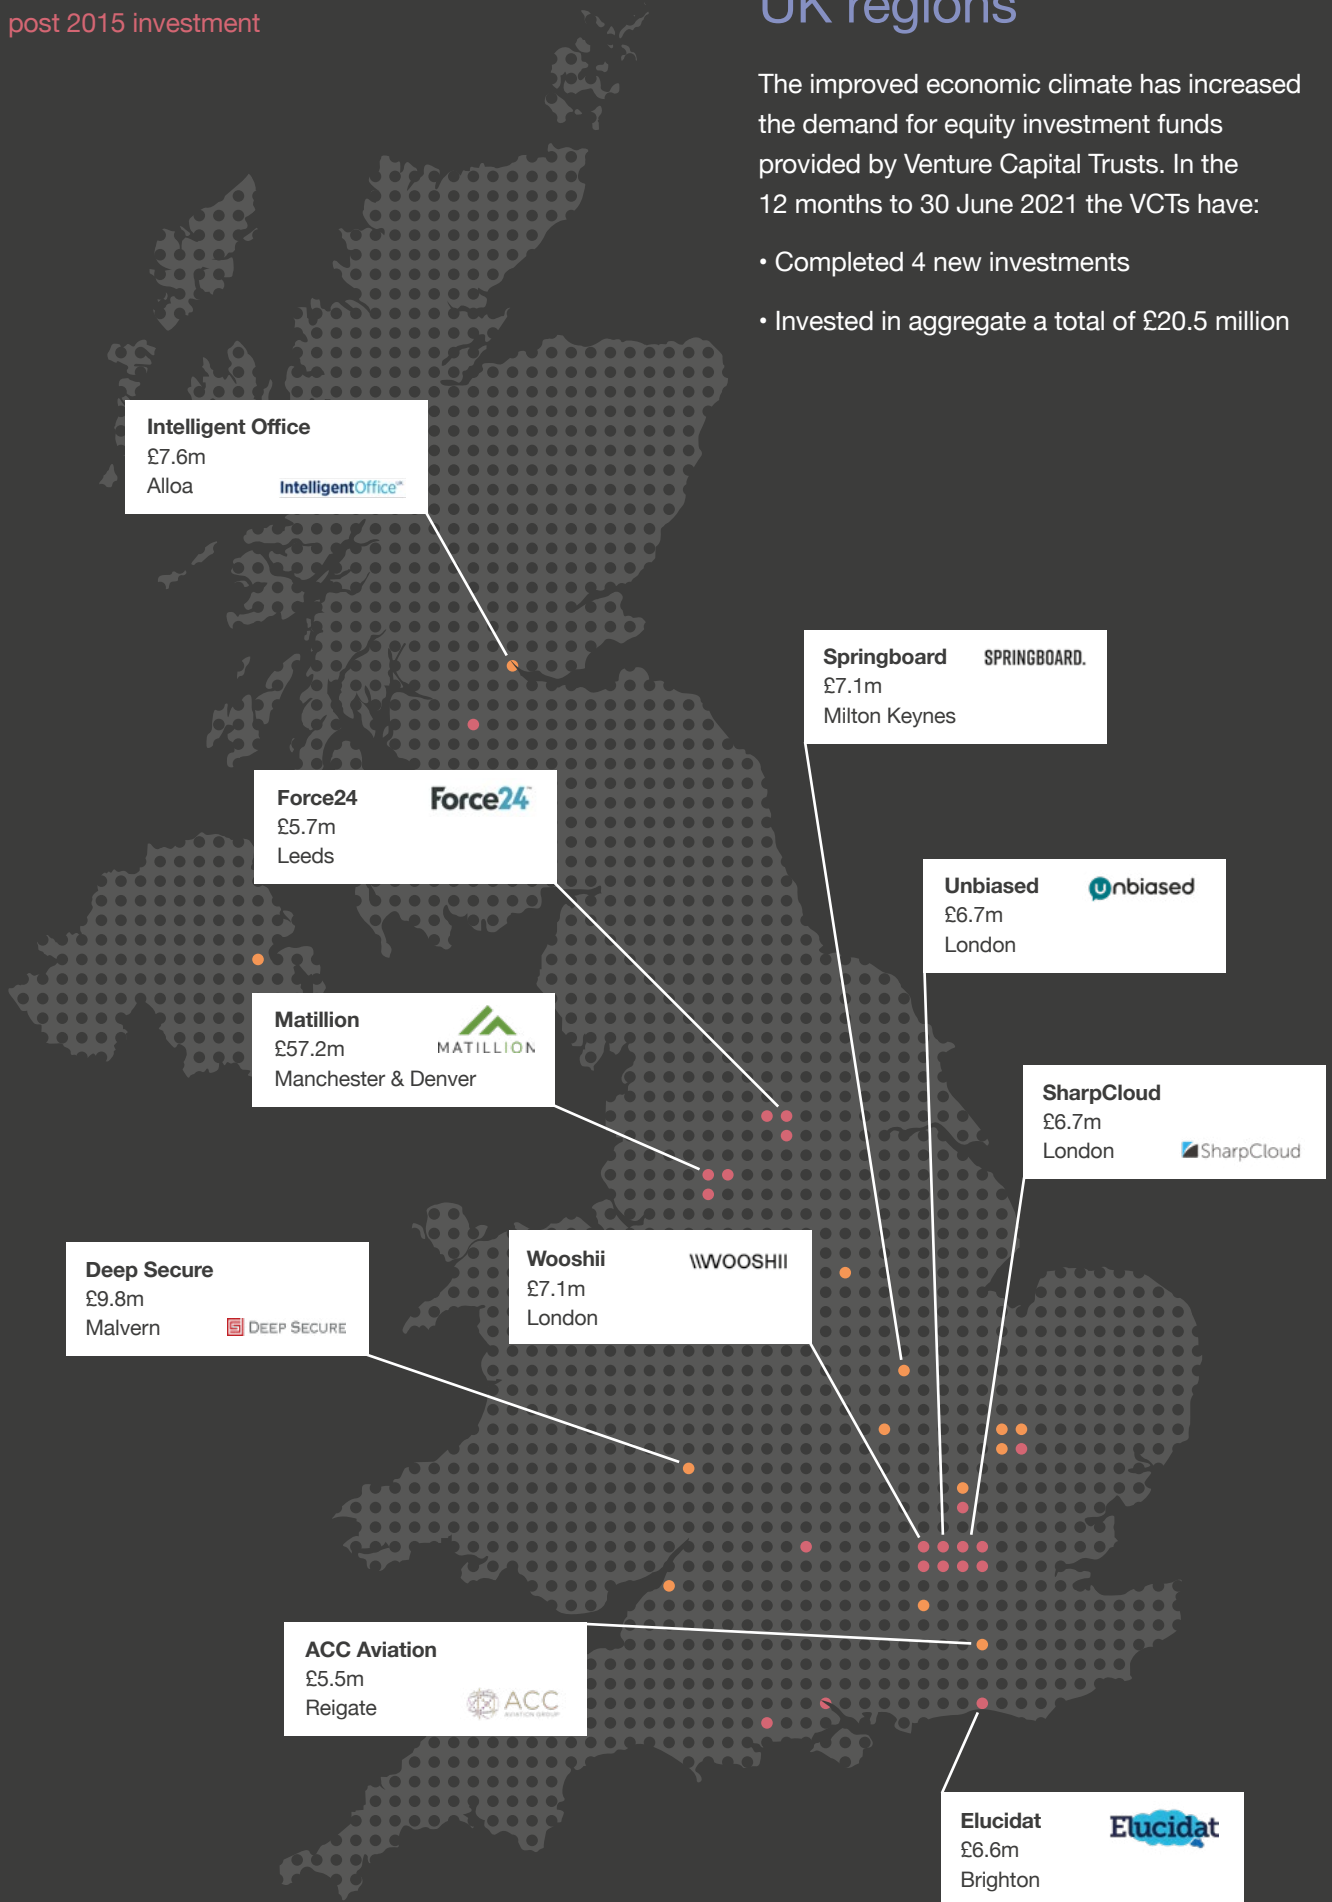 post 2015 investment
UK regions
The improved economic climate has increased
the demand for equity investment funds
provided by Venture Capital Trusts. In the
12 months to 30 June 2021 the VCTs have:
• Completed 4 new investments
• Invested in aggregate a total of £20.5 million
Intelligent Office
£7.6m
Alloa
IntelligentOffice UK
Springboard
SPRINGBOARD.
£7.1m
Milton Keynes
Force24
Force24
£5.7m
Leeds
Unbiased
Unbiased
£6.7m
London
Matillion
£57.2m
MATILLION
Manchester & Denver
SharpCloud
£6.7m
London
SharpCloud
Deep Secure
£9.8m
Malvern
DEEP SECURE
Wooshii
\\WOOSHII
£7.1m
London
ACC Aviation
£5.5m
Reigate
ACC
AVIATION GROUP
Elucidat
Elucidat
£6.6m
Brighton